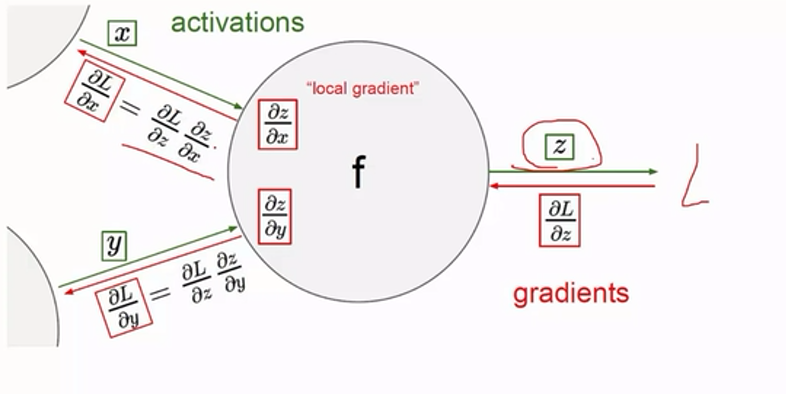 activations
x
"local gradient"
∂L/∂x = ∂L/∂z ∂z/∂x
∂z/∂x
f
z
L
∂z/∂y
∂L/∂z
y
∂L/∂y = ∂L/∂z ∂z/∂y
gradients